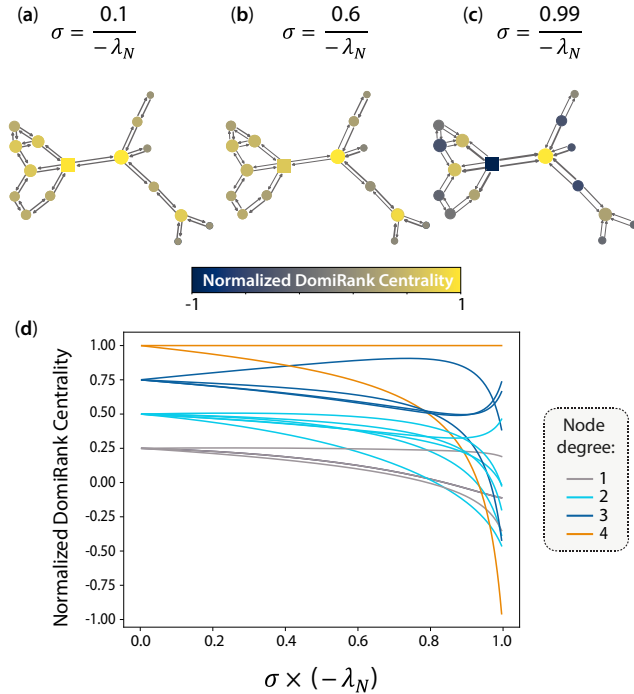 (a) σ = 0.1 / −λ_N
(b) σ = 0.6 / −λ_N
(c) σ = 0.99 / −λ_N
Normalized DomiRank Centrality
-1 1
(d)
Normalized DomiRank Centrality
1.00
0.75
0.50
0.25
0.00
-0.25
-0.50
-0.75
-1.00
0.0 0.2 0.4 0.6 0.8 1.0
σ × (−λ_N)
Node
degree:
1
2
3
4